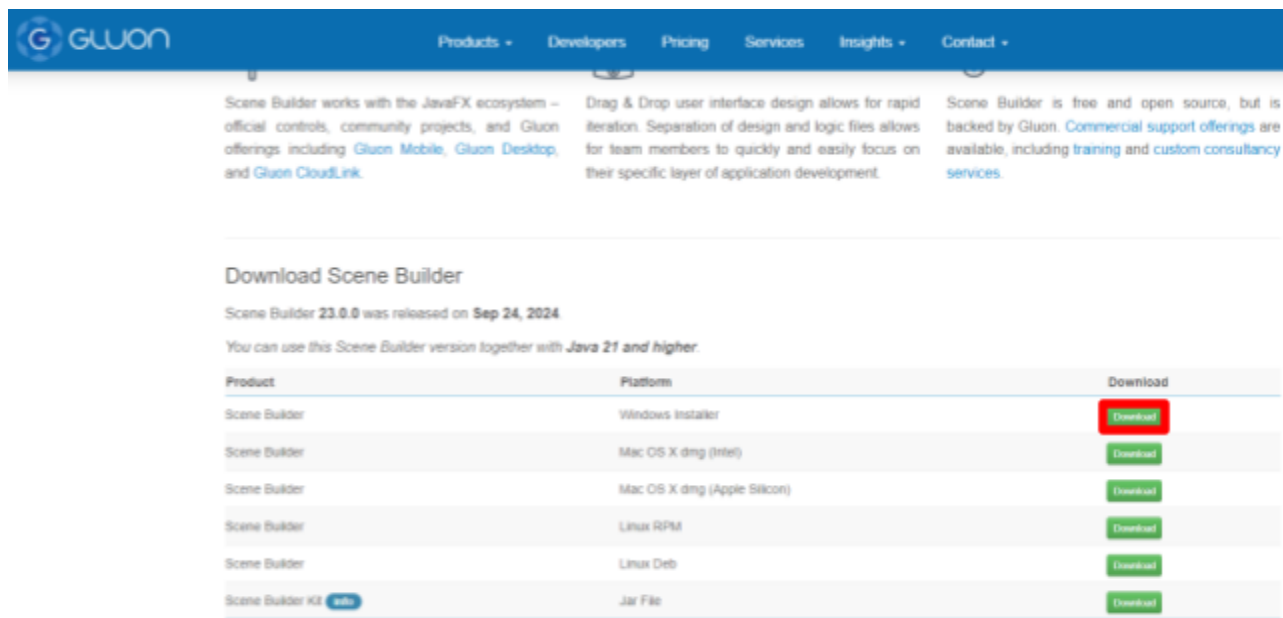 GLUON
Products Developers Pricing Services Insights Contact
Scene Builder works with the JavaFX ecosystem –
official controls, community projects, and Gluon
offerings including Gluon Mobile, Gluon Desktop,
and Gluon CloudLink.
Drag & Drop user interface design allows for rapid
iteration. Separation of design and logic files allows
for team members to quickly and easily focus on
their specific layer of application development.
Scene Builder is free and open source, but is
backed by Gluon. Commercial support offerings are
available, including training and custom consultancy
services.
Download Scene Builder
Scene Builder 23.0.0 was released on Sep 24, 2024.
You can use this Scene Builder version together with Java 21 and higher.
Product Platform Download
Scene Builder Windows Installer Download
Scene Builder Mac OS X dmg (Intel) Download
Scene Builder Mac OS X dmg (Apple Silicon) Download
Scene Builder Linux RPM Download
Scene Builder Linux Deb Download
Scene Builder Kit info Jar File Download